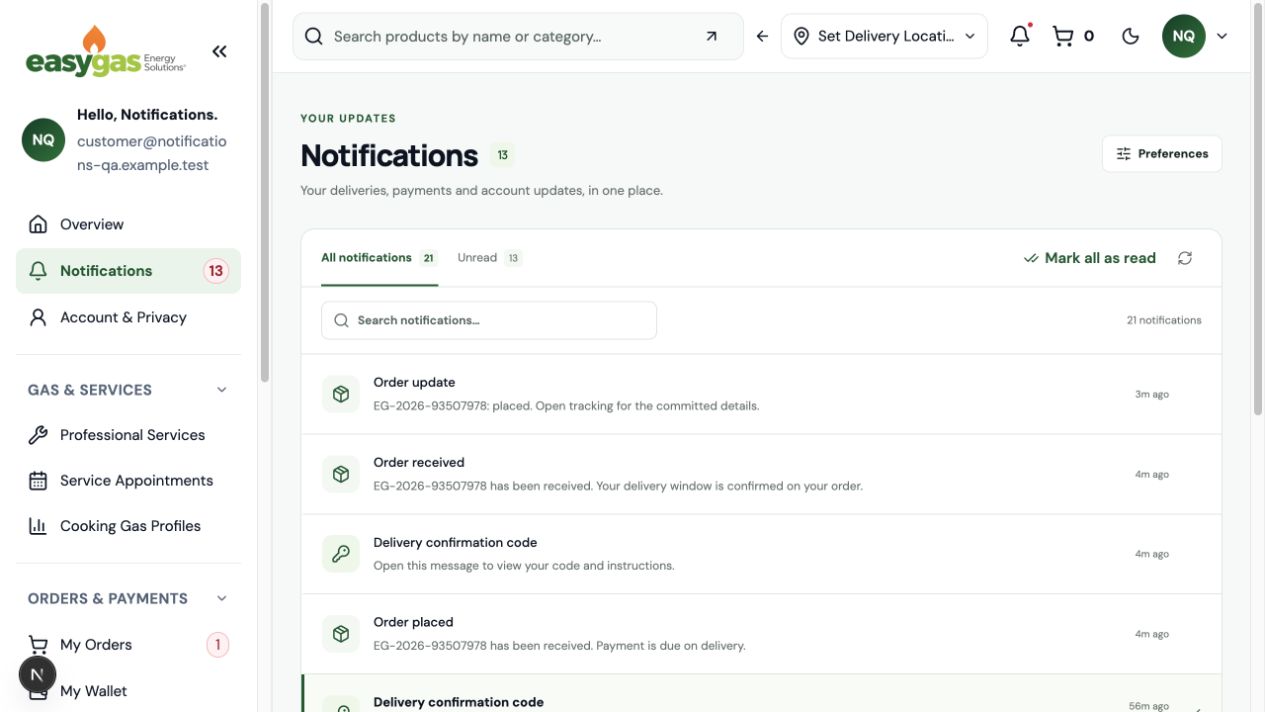 easygas Energy Solutions
Search products by name or category...
Set Delivery Locati...
0
NQ
NQ
Hello, Notifications.
customer@notificatio
ns-qa.example.test
Overview
Notifications 13
Account & Privacy
GAS & SERVICES
Professional Services
Service Appointments
Cooking Gas Profiles
ORDERS & PAYMENTS
My Orders 1
N
My Wallet
YOUR UPDATES
Notifications 13
Preferences
Your deliveries, payments and account updates, in one place.
All notifications 21 Unread 13
Mark all as read
Search notifications...
21 notifications
Order update
EG-2026-93507978: placed. Open tracking for the committed details.
3m ago
Order received
EG-2026-93507978 has been received. Your delivery window is confirmed on your order.
4m ago
Delivery confirmation code
Open this message to view your code and instructions.
4m ago
Order placed
EG-2026-93507978 has been received. Payment is due on delivery.
4m ago
Delivery confirmation code
56m ago